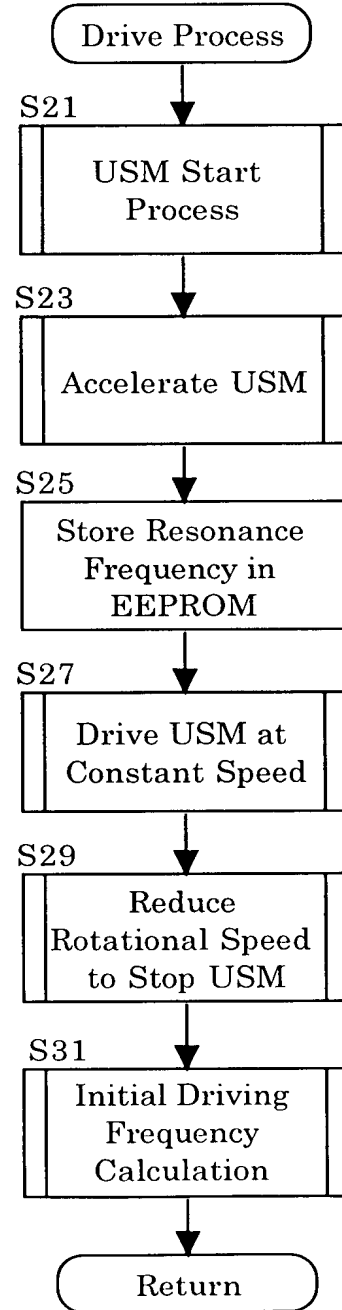 Drive Process
S21
USM Start
Process
S23
Accelerate USM
S25
Store Resonance
Frequency in
EEPROM
S27
Drive USM at
Constant Speed
S29
Reduce
Rotational Speed
to Stop USM
S31
Initial Driving
Frequency
Calculation
Return